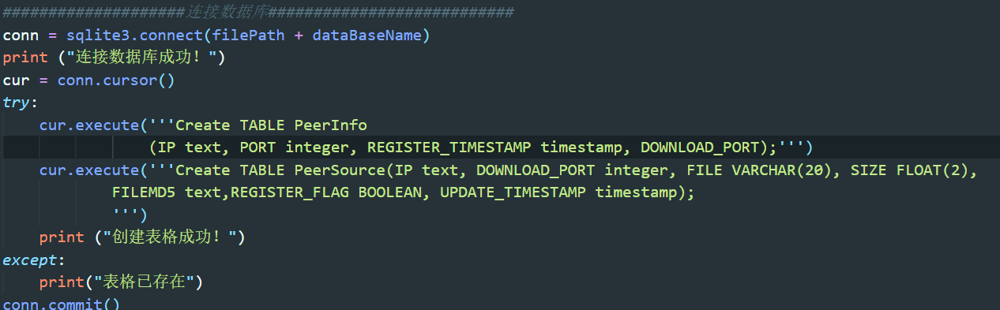 ####################连接数据库###########################
conn = sqlite3.connect(filePath + dataBaseName)
print ("连接数据库成功！")
cur = conn.cursor()
try:
    cur.execute('''Create TABLE PeerInfo
                (IP text, PORT integer, REGISTER_TIMESTAMP timestamp, DOWNLOAD_PORT);''')
    cur.execute('''Create TABLE PeerSource(IP text, DOWNLOAD_PORT integer, FILE VARCHAR(20), SIZE FLOAT(2),
            FILEMD5 text,REGISTER_FLAG BOOLEAN, UPDATE_TIMESTAMP timestamp);
            ''')
    print ("创建表格成功！")
except:
    print("表格已存在")
conn.commit()